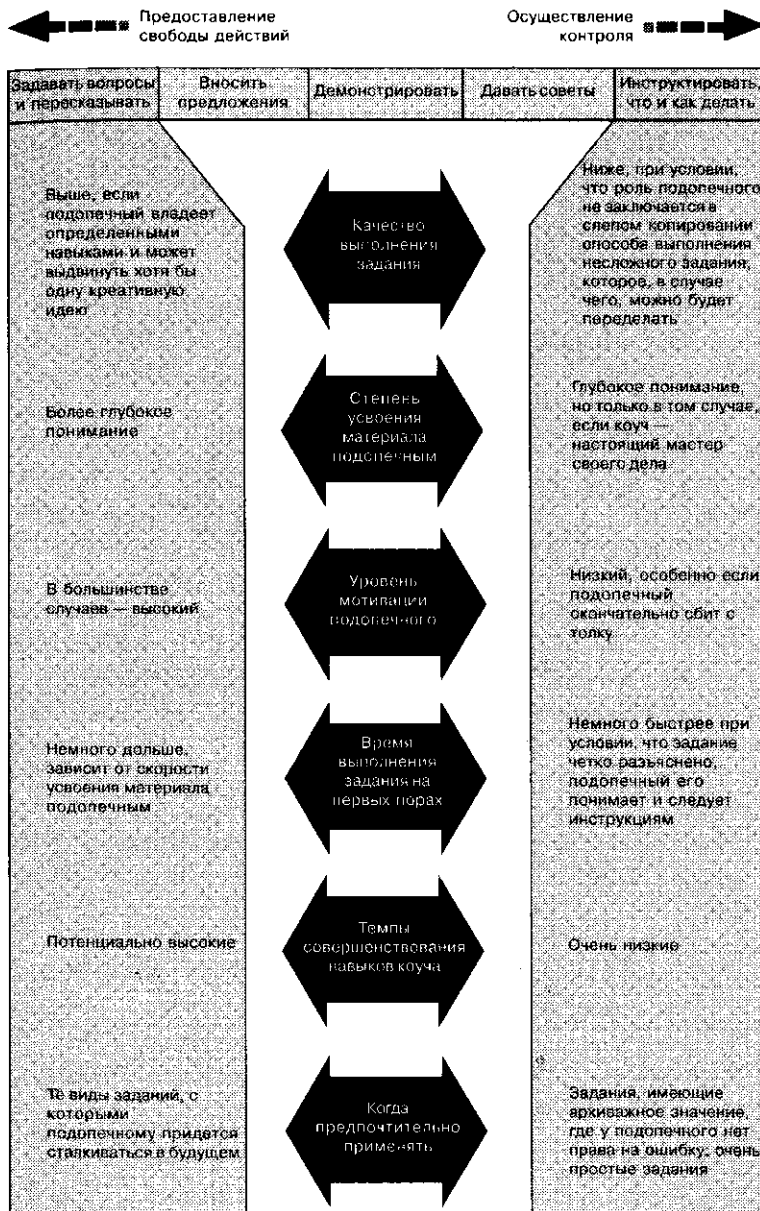 Предоставление
свободы действий
Осуществление
контроля
Задавать вопросы
и пересказывать
Вносить
предложения
Демонстрировать
Давать советы
Инструктировать,
что и как делать
Выше, если
подопечный владеет
определенными
навыками и может
выдвинуть хотя бы
одну креативную
идею
Качество
выполнения
задания
Ниже, при условии,
что роль подопечного
не заключается в
слепом копировании
способа выполнения
несложного задания,
которое, в случае
чего, можно будет
переделать
Более глубокое
понимание
Степень
усвоения
материала
подопечным
Глубокое понимание,
но только в том случае,
если коуч —
настоящий мастер
своего дела
В большинстве
случаев — высокий
Уровень
мотивации
подопечного
Низкий, особенно если
подопечный
окончательно сбит с
толку
Немного дольше,
зависит от скорости
усвоения материала
подопечным
Время
выполнения
задания на
первых порах
Немного быстрее при
условии, что задание
четко разъяснено,
подопечный его
понимает и следует
инструкциям
Потенциально высокие
Темпы
совершенствования
навыков коуча
Очень низкие
Те виды заданий, с
которыми
подопечному придется
сталкиваться в будущем
Когда
предпочтительно
применять
Задания, имеющие
архиважное значение,
где у подопечного нет
права на ошибку; очень
простые задания